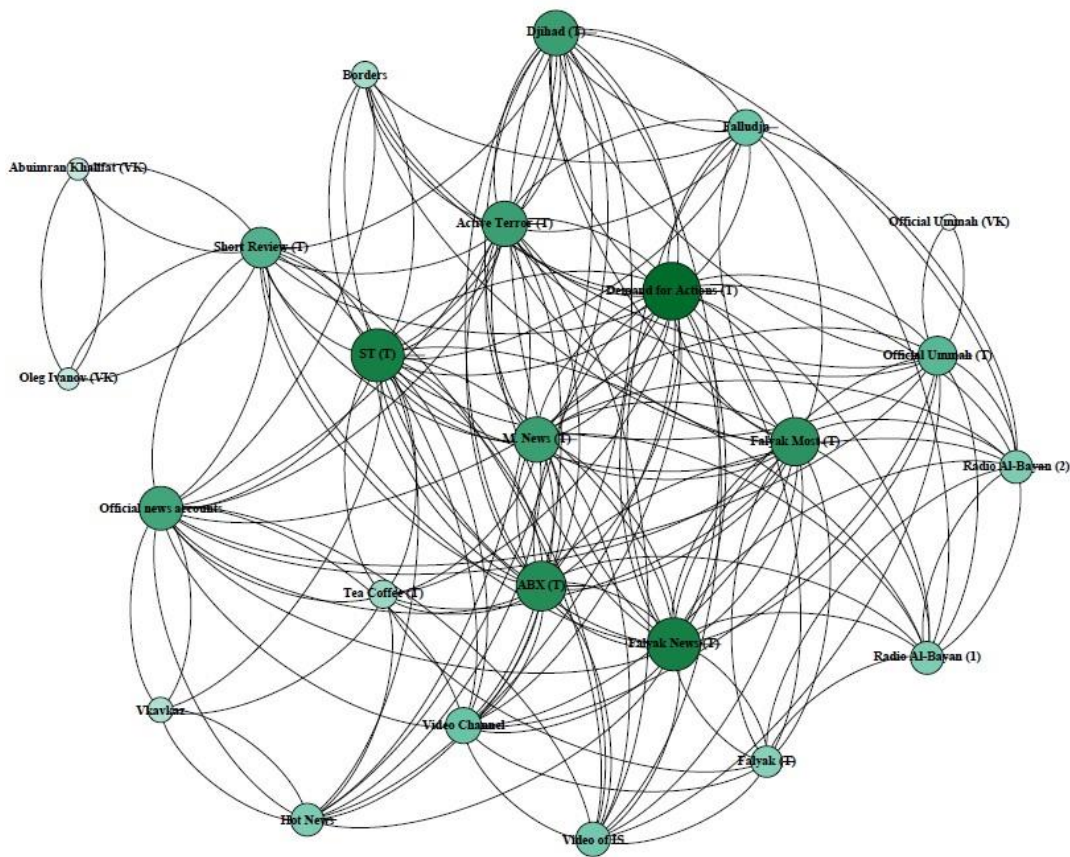 Djihad (T)
Borders
Falludja
Abuimran Khalifat (VK)
Active Terror (T)
Official Ummah (VK)
Short Review (T)
Demand for Actions (T)
ST (T)
Official Ummah (T)
Oleg Ivanov (VK)
M. News (T)
Falyak Most (T)
Radio Al-Bayan (2)
Official news accounts
ABX (T)
Tea Coffee (T)
Falyak News (T)
Radio Al-Bayan (1)
Vkavkaz
Video Channel
Falyak (T)
Hot News
Video of IS